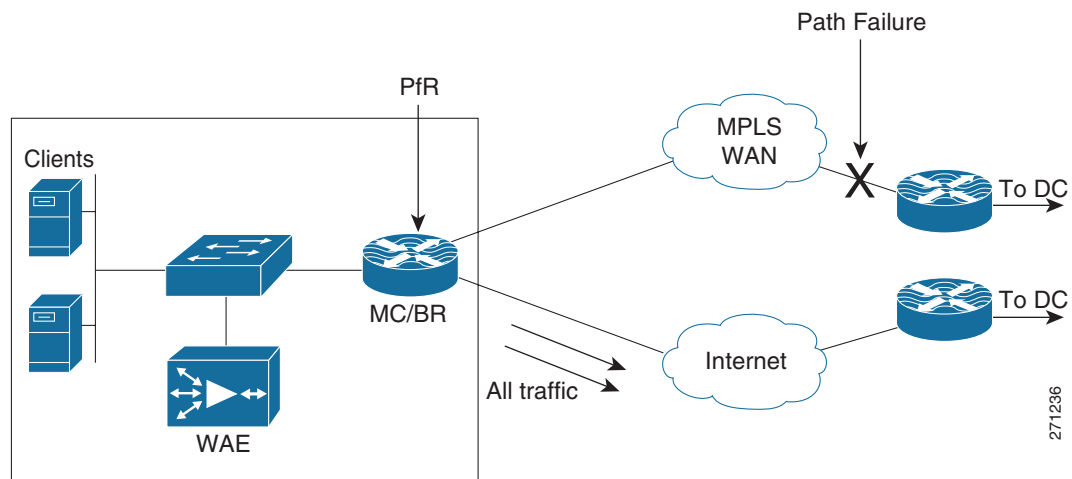 Path Failure
PfR
MPLS
WAN
Clients
To DC
MC/BR
To DC
Internet
All traffic
WAE
271236